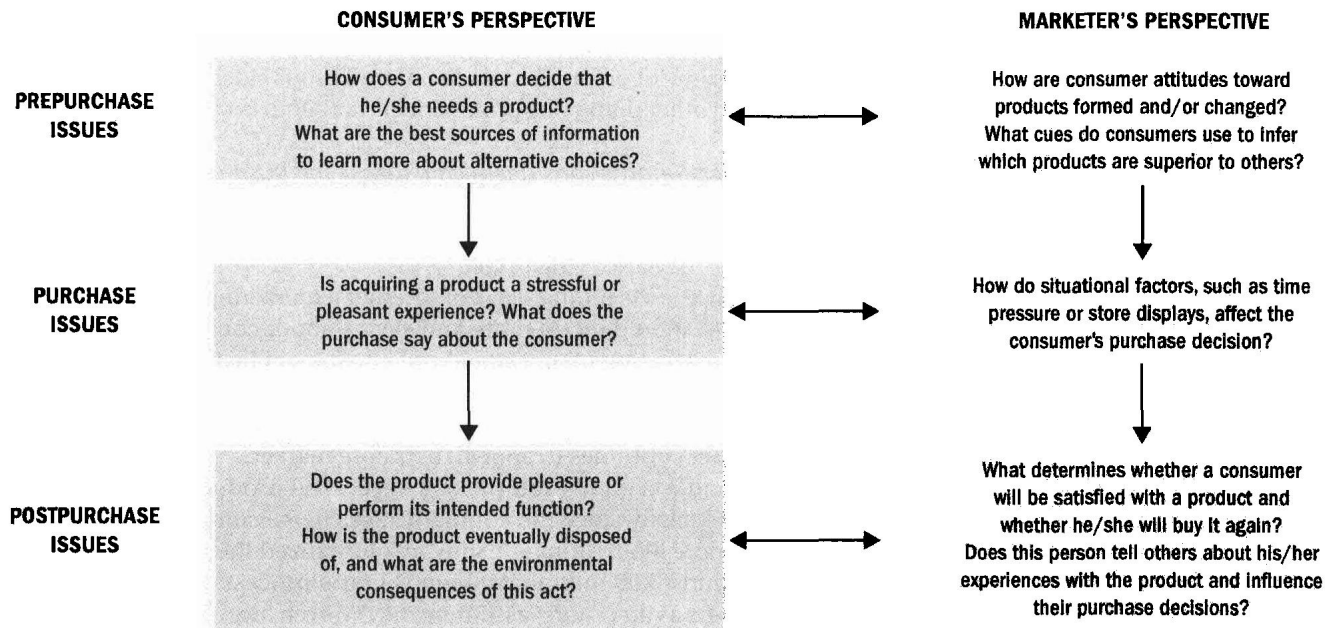 CONSUMER'S PERSPECTIVE
MARKETER'S PERSPECTIVE
PREPURCHASE
ISSUES
How does a consumer decide that
he/she needs a product?
What are the best sources of information
to learn more about alternative choices?
How are consumer attitudes toward
products formed and/or changed?
What cues do consumers use to infer
which products are superior to others?
PURCHASE
ISSUES
Is acquiring a product a stressful or
pleasant experience? What does the
purchase say about the consumer?
How do situational factors, such as time
pressure or store displays, affect the
consumer's purchase decision?
POSTPURCHASE
ISSUES
Does the product provide pleasure or
perform its intended function?
How is the product eventually disposed
of, and what are the environmental
consequences of this act?
What determines whether a consumer
will be satisfied with a product and
whether he/she will buy it again?
Does this person tell others about his/her
experiences with the product and influence
their purchase decisions?